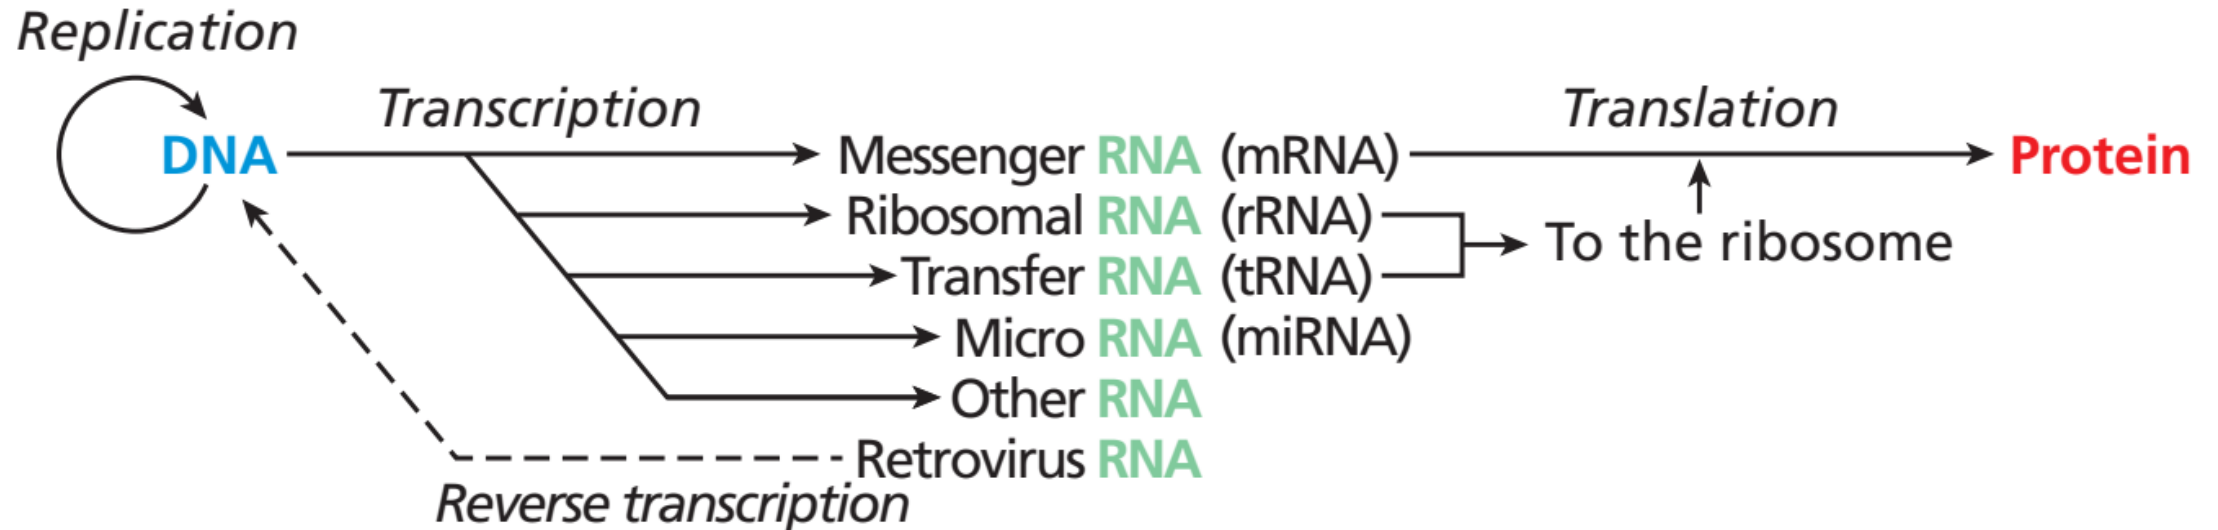 Replication
Transcription
Translation
DNA
Messenger RNA (mRNA)
Protein
Ribosomal RNA (rRNA)
To the ribosome
Transfer RNA (tRNA)
Micro RNA (miRNA)
Other RNA
Retrovirus RNA
Reverse transcription